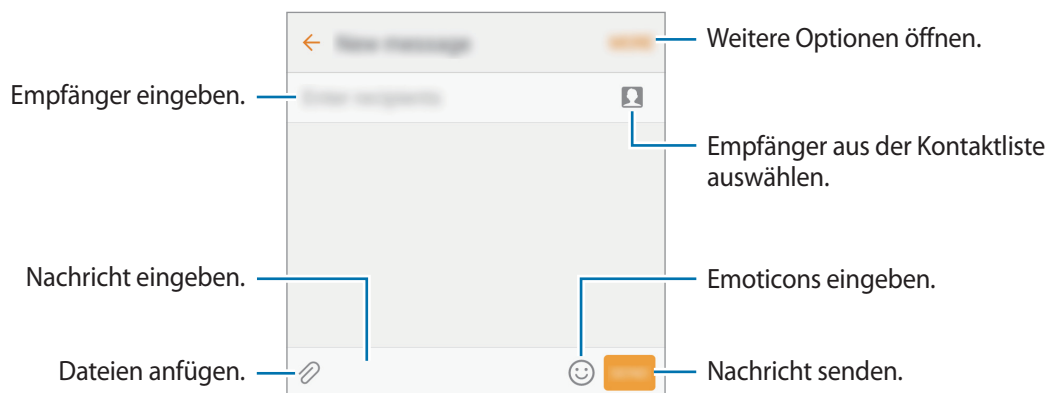 Weitere Optionen öffnen.
Empfänger eingeben.
Empfänger aus der Kontaktliste
auswählen.
Nachricht eingeben.
Emoticons eingeben.
Dateien anfügen.
Nachricht senden.